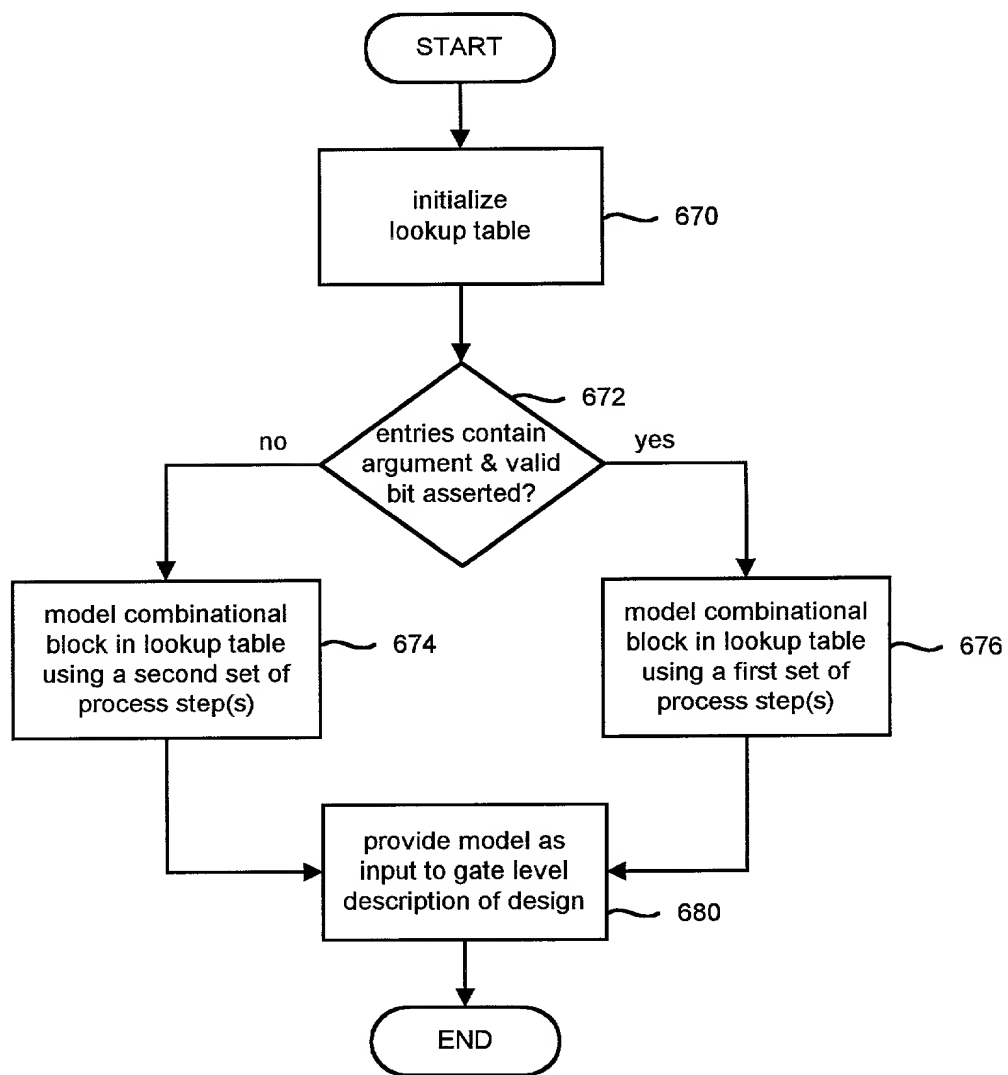 START
initialize
lookup table
670
672
entries contain
argument & valid
bit asserted?
no
yes
model combinational
block in lookup table
using a second set of
process step(s)
674
model combinational
block in lookup table
using a first set of
process step(s)
676
provide model as
input to gate level
description of design
680
END